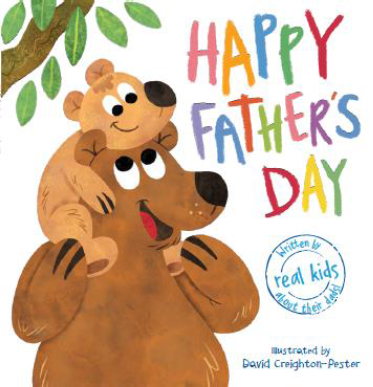 HAPPY
FATHER'S
DAY
Written by
real kids
about their dads!
Illustrated by
David Creighton-Pester